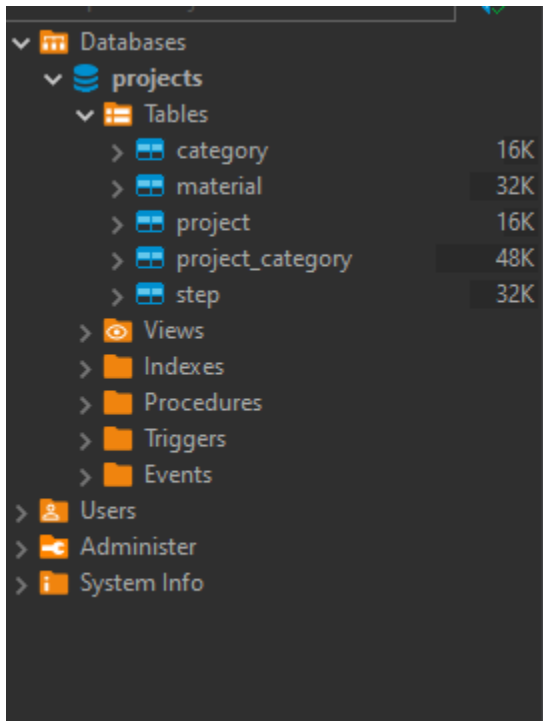 Databases
projects
Tables
category 16K
material 32K
project 16K
project_category 48K
step 32K
Views
Indexes
Procedures
Triggers
Events
Users
Administer
System Info